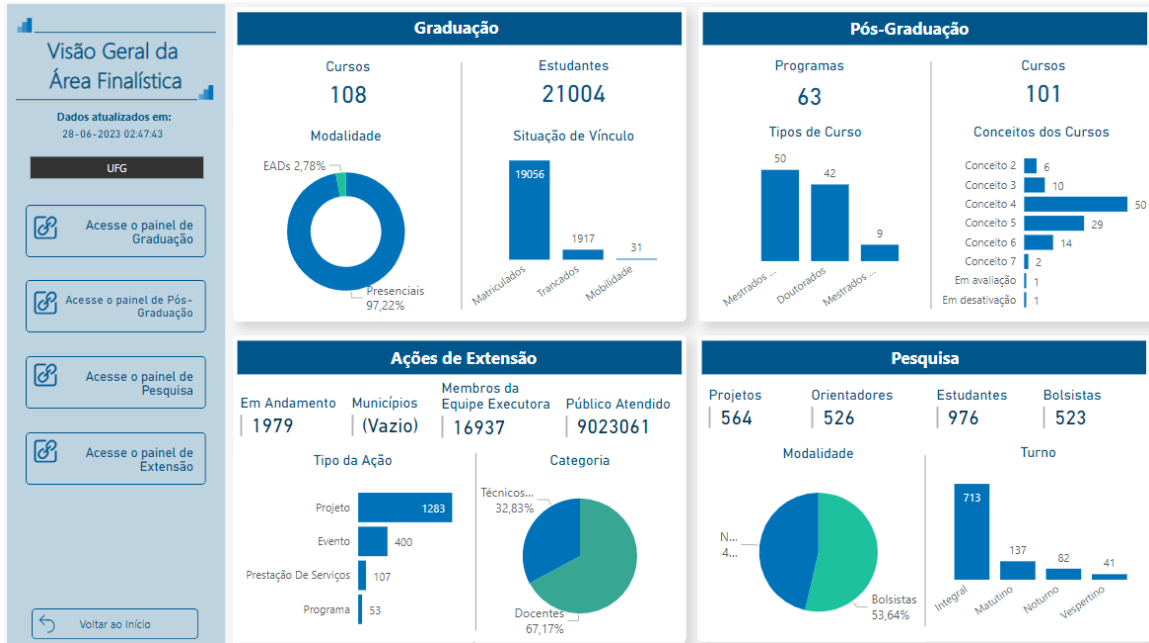 Visão Geral da
Área Finalística
Dados atualizados em:
28-06-2023 02:47:43
UFG
Acesse o painel de
Graduação
Acesse o painel de Pós-
Graduação
Acesse o painel de
Pesquisa
Acesse o painel de
Extensão
Voltar ao Início
Graduação
Cursos
108
Estudantes
21004
Modalidade
EADs 2,78%
Presenciais
97,22%
Situação de Vínculo
19056
1917
31
Matriculados
Trancados
Mobilidade
Pós-Graduação
Programas
63
Cursos
101
Tipos de Curso
50
42
9
Mestrados ...
Doutorados
Mestrados ...
Conceitos dos Cursos
Conceito 2 6
Conceito 3 10
Conceito 4 50
Conceito 5 29
Conceito 6 14
Conceito 7 2
Em avaliação 1
Em desativação 1
Ações de Extensão
Em Andamento
1979
Municípios
(Vazio)
Membros da
Equipe Executora
16937
Público Atendido
9023061
Tipo da Ação
Projeto 1283
Evento 400
Prestação De Serviços 107
Programa 53
Categoria
Técnicos...
32,83%
Docentes
67,17%
Pesquisa
Projetos
564
Orientadores
526
Estudantes
976
Bolsistas
523
Modalidade
N...
4...
Bolsistas
53,64%
Turno
713
137
82
41
Integral
Matutino
Noturno
Vespertino